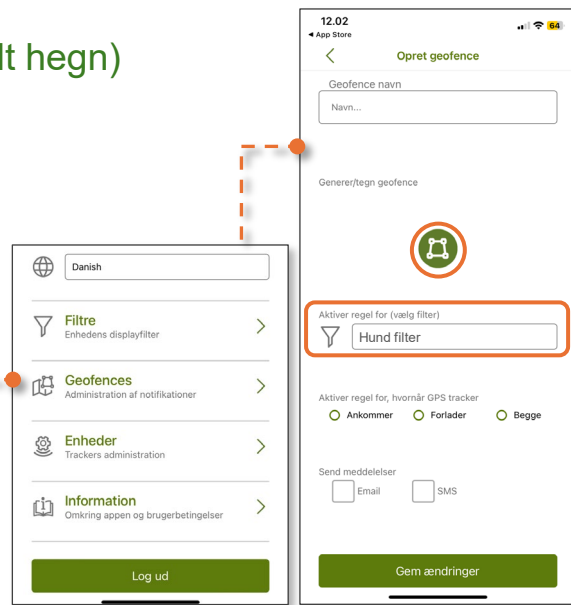 lt hegn)
Danish
Filtre
Enhedens displayfilter
Geofences
Administration af notifikationer
Enheder
Trackers administration
Information
Omkring appen og brugerbetingelser
Log ud
12.02
64
◀ App Store
Opret geofence
Geofence navn
Navn...
Generer/tegn geofence
Aktiver regel for (vælg filter)
Hund filter
Aktiver regel for, hvornår GPS tracker
Ankommer Forlader Begge
Send meddelelser
Email SMS
Gem ændringer